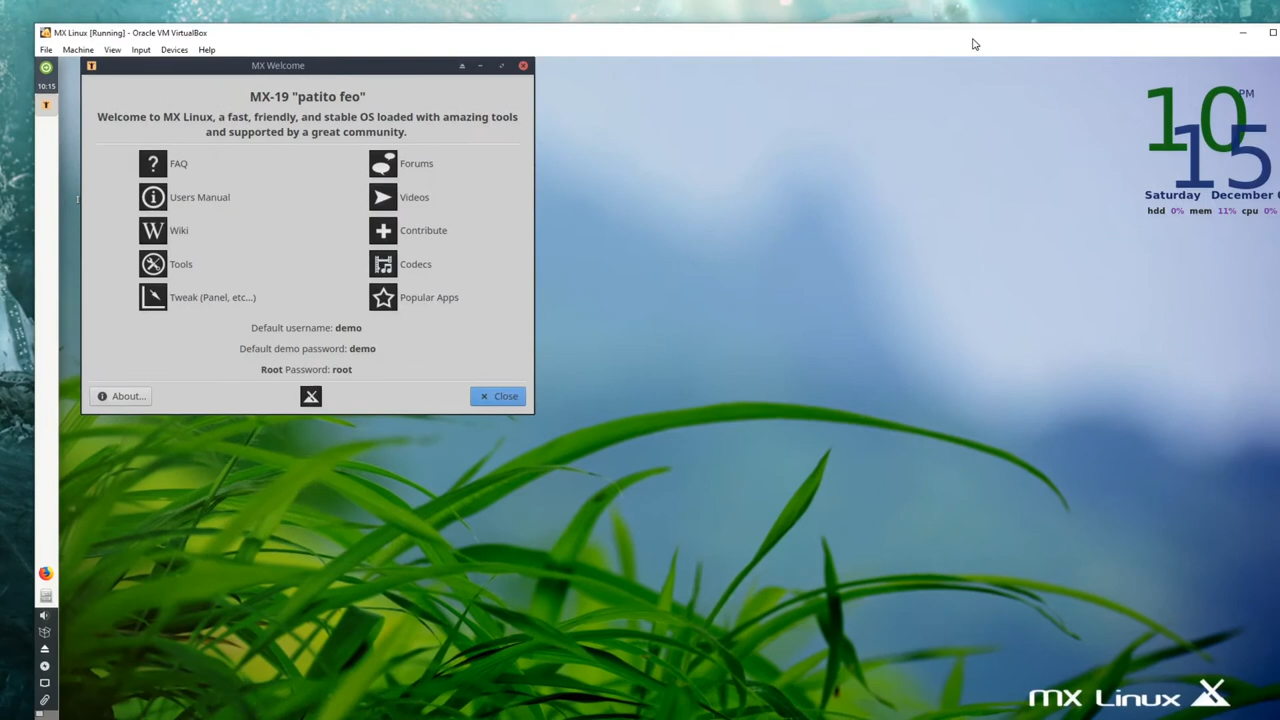 MX Linux [Running] - Oracle VM VirtualBox
File Machine View Input Devices Help
10:15
MX Welcome
MX-19 "patito feo"
Welcome to MX Linux, a fast, friendly, and stable OS loaded with amazing tools
and supported by a great community.
? FAQ
Forums
Users Manual
Videos
W Wiki
Contribute
Tools
Codecs
Tweak (Panel, etc...)
Popular Apps
Default username: demo
Default demo password: demo
Root Password: root
About...
Close
10 PM
15
Saturday December
hdd 0% mem 11% cpu 0%
MX Linux